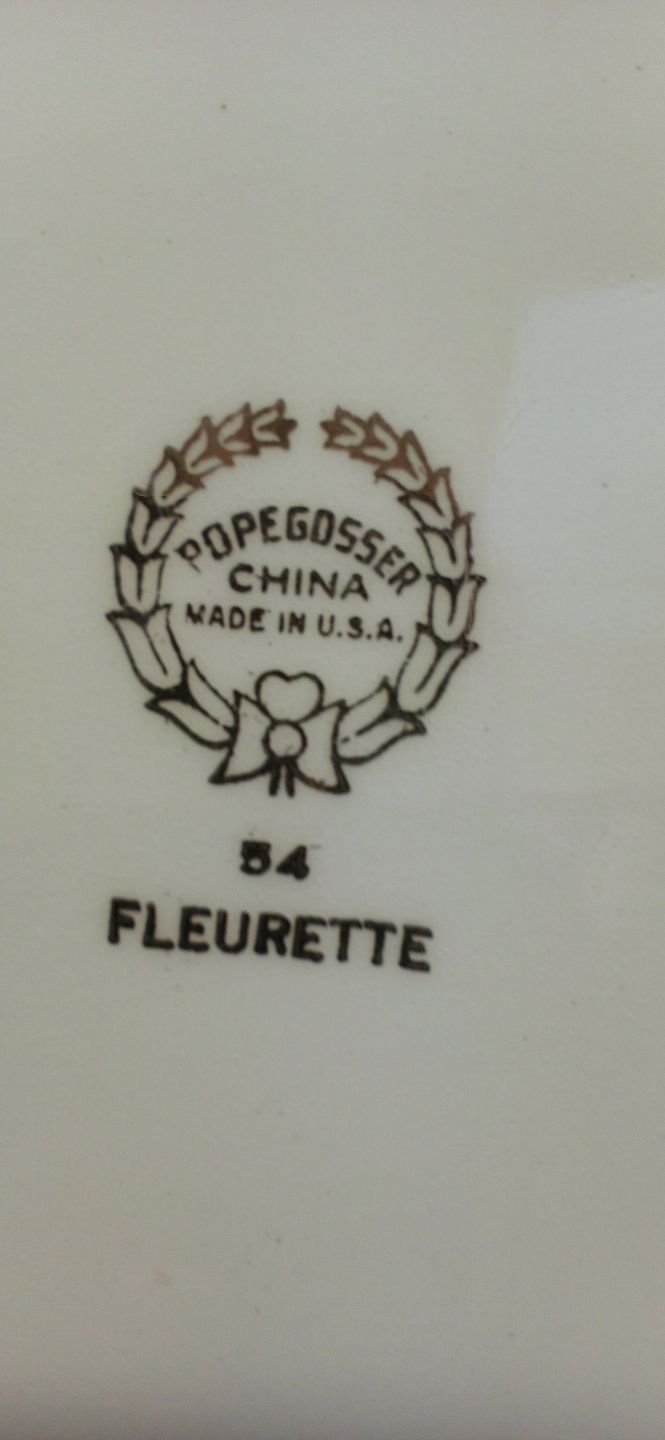 POPEGOSSER
CHINA
MADE IN U.S.A.
54
FLEURETTE